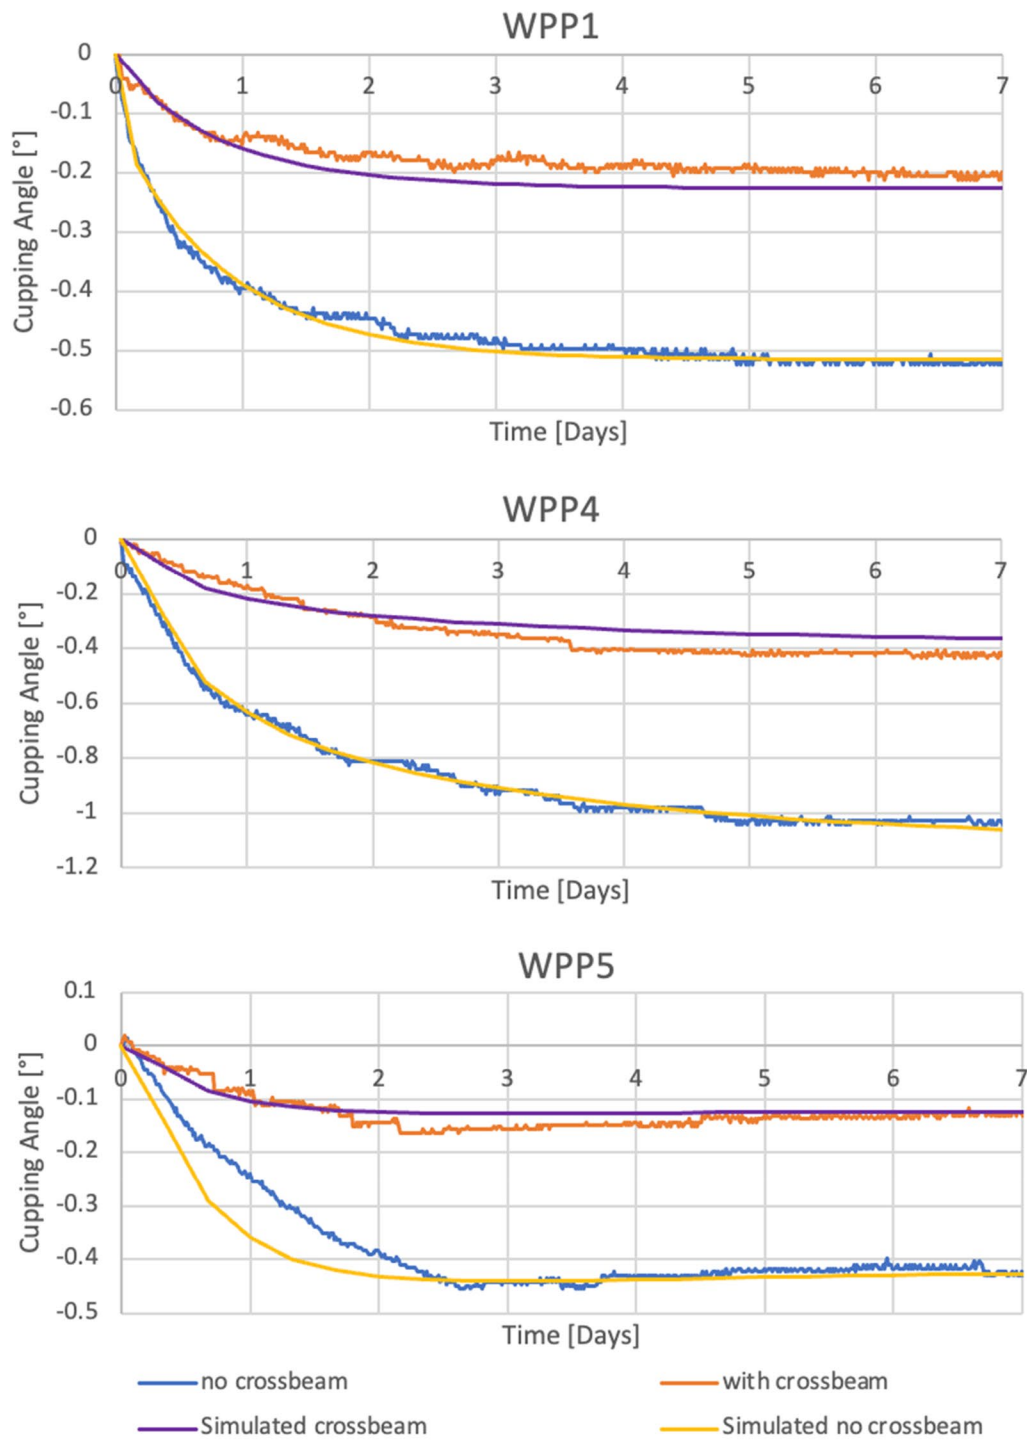 WPP1
0
0 1 2 3 4 5 6 7
-0.1
-0.2
-0.3
-0.4
-0.5
-0.6
Cupping Angle [°]
Time [Days]
WPP4
0
0 1 2 3 4 5 6 7
-0.2
-0.4
-0.6
-0.8
-1
-1.2
Cupping Angle [°]
Time [Days]
WPP5
0.1
0
0 1 2 3 4 5 6 7
-0.1
-0.2
-0.3
-0.4
-0.5
Cupping Angle [°]
Time [Days]
no crossbeam with crossbeam
Simulated crossbeam Simulated no crossbeam